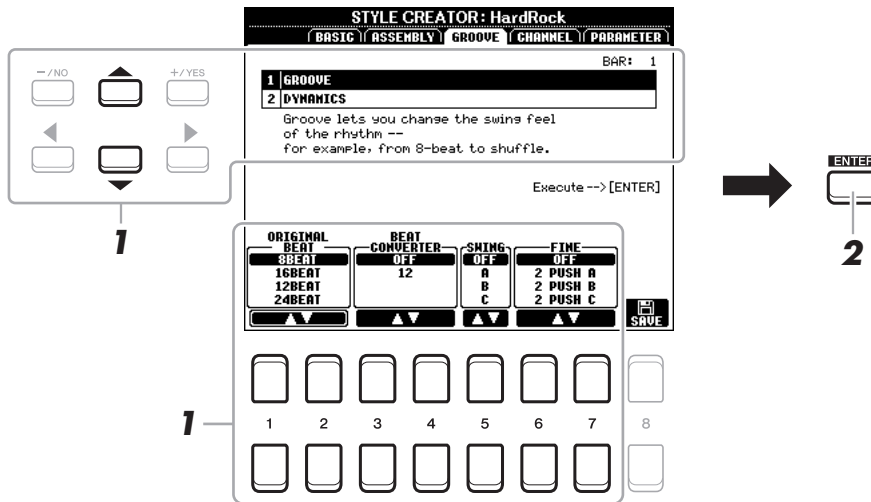 STYLE CREATOR: HardRock
BASIC ASSEMBLY GROOVE CHANNEL PARAMETER
BAR: 1
1 GROOVE
2 DYNAMICS
Groove lets you change the swing feel
of the rhythm --
for example, from 8-beat to shuffle.
Execute -->[ENTER]
-/NO
+/YES
1
ENTER
2
ORIGINAL BEAT
BEAT CONVERTER
SWING
FINE
8BEAT OFF OFF OFF
16BEAT 12 A 2 PUSH A
12BEAT B 2 PUSH B
24BEAT C 2 PUSH C
SAVE
1
1 2 3 4 5 6 7 8